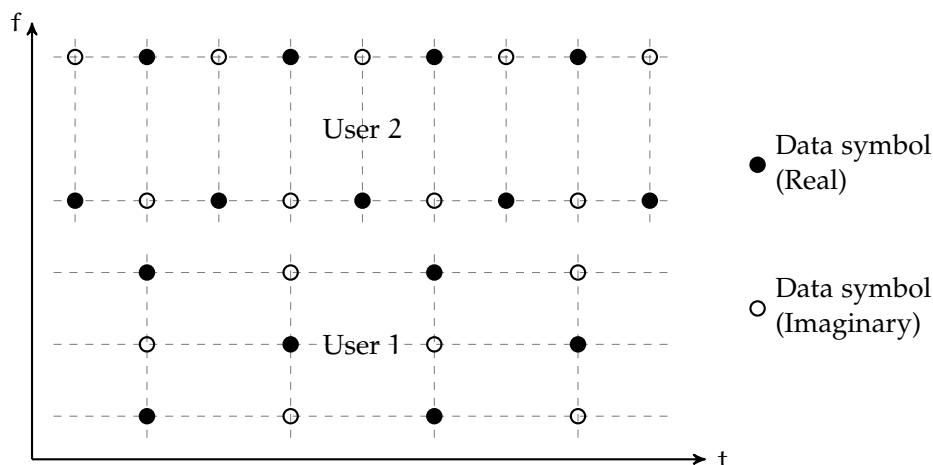 f
User 2
Data symbol
(Real)
Data symbol
(Imaginary)
User 1
t